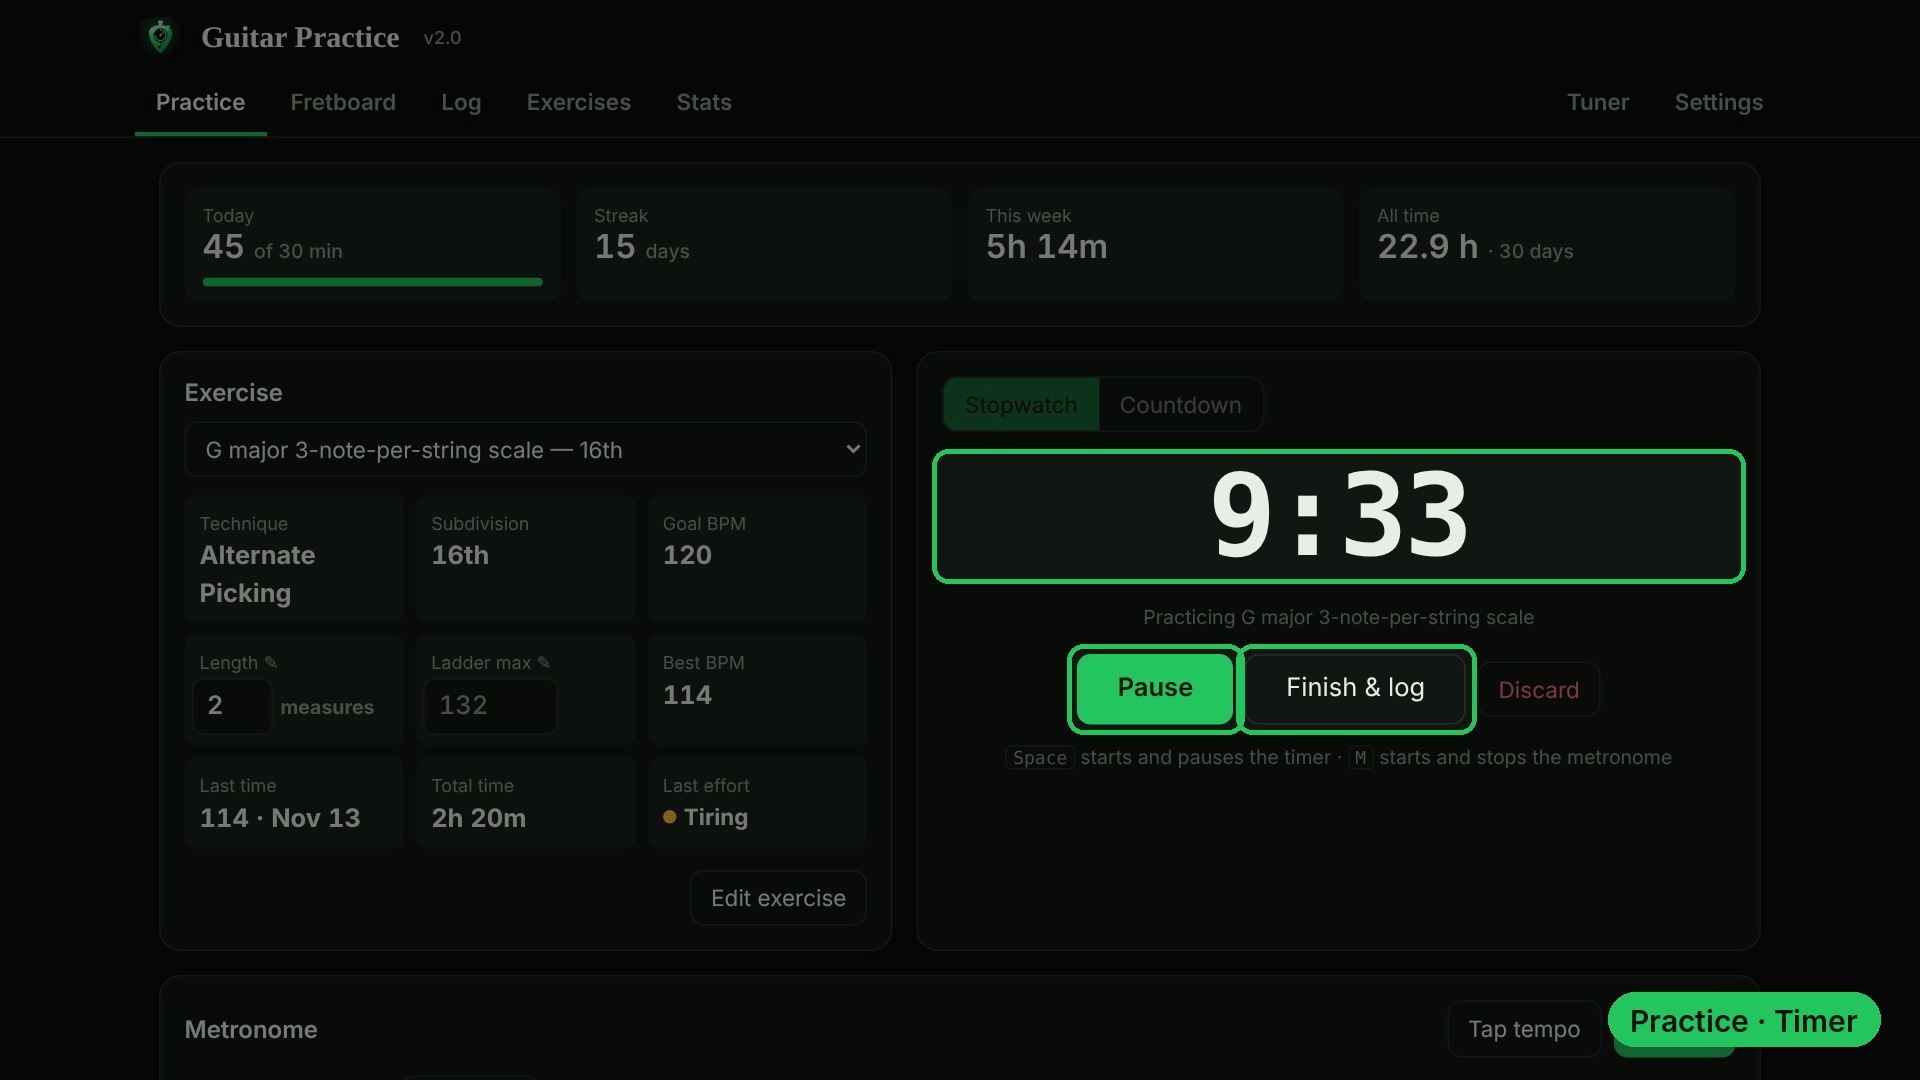 Guitar Practice v2.0
Practice Fretboard Log Exercises Stats Tuner Settings
Today
45 of 30 min
Streak
15 days
This week
5h 14m
All time
22.9 h · 30 days
Exercise
G major 3-note-per-string scale — 16th
Technique
Alternate
Picking
Subdivision
16th
Goal BPM
120
Length ✎
2 measures
Ladder max ✎
132
Best BPM
114
Last time
114 · Nov 13
Total time
2h 20m
Last effort
Tiring
Edit exercise
Stopwatch Countdown
9:33
Practicing G major 3-note-per-string scale
Pause Finish & log Discard
Space starts and pauses the timer · M starts and stops the metronome
Metronome
Tap tempo
Practice · Timer